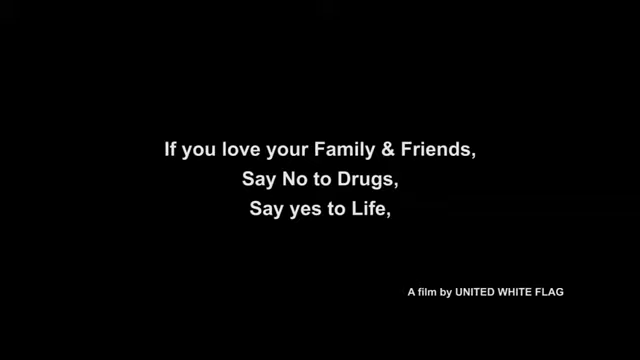 If you love your Family & Friends,
Say No to Drugs,
Say yes to Life,
A film by UNITED WHITE FLAG